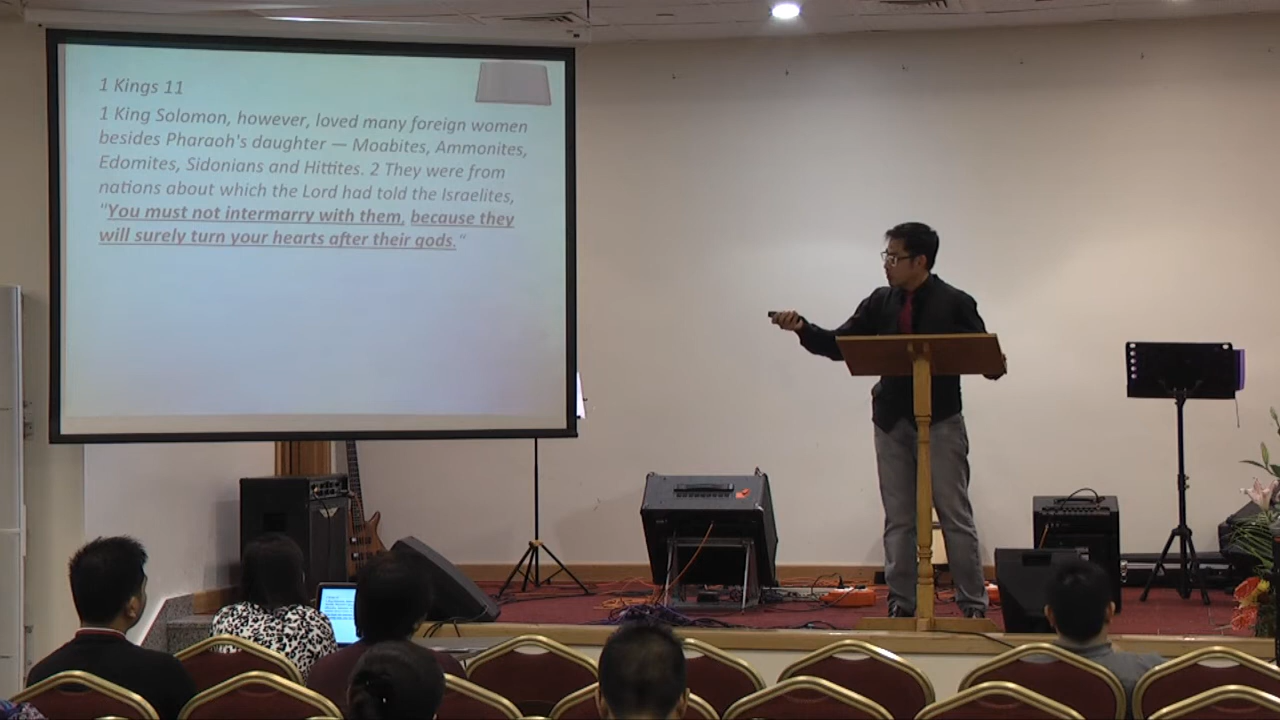 1 Kings 11
1 King Solomon, however, loved many foreign women
besides Pharaoh's daughter — Moabites, Ammonites,
Edomites, Sidonians and Hittites. 2 They were from
nations about which the Lord had told the Israelites,
"You must not intermarry with them, because they
will surely turn your hearts after their gods."